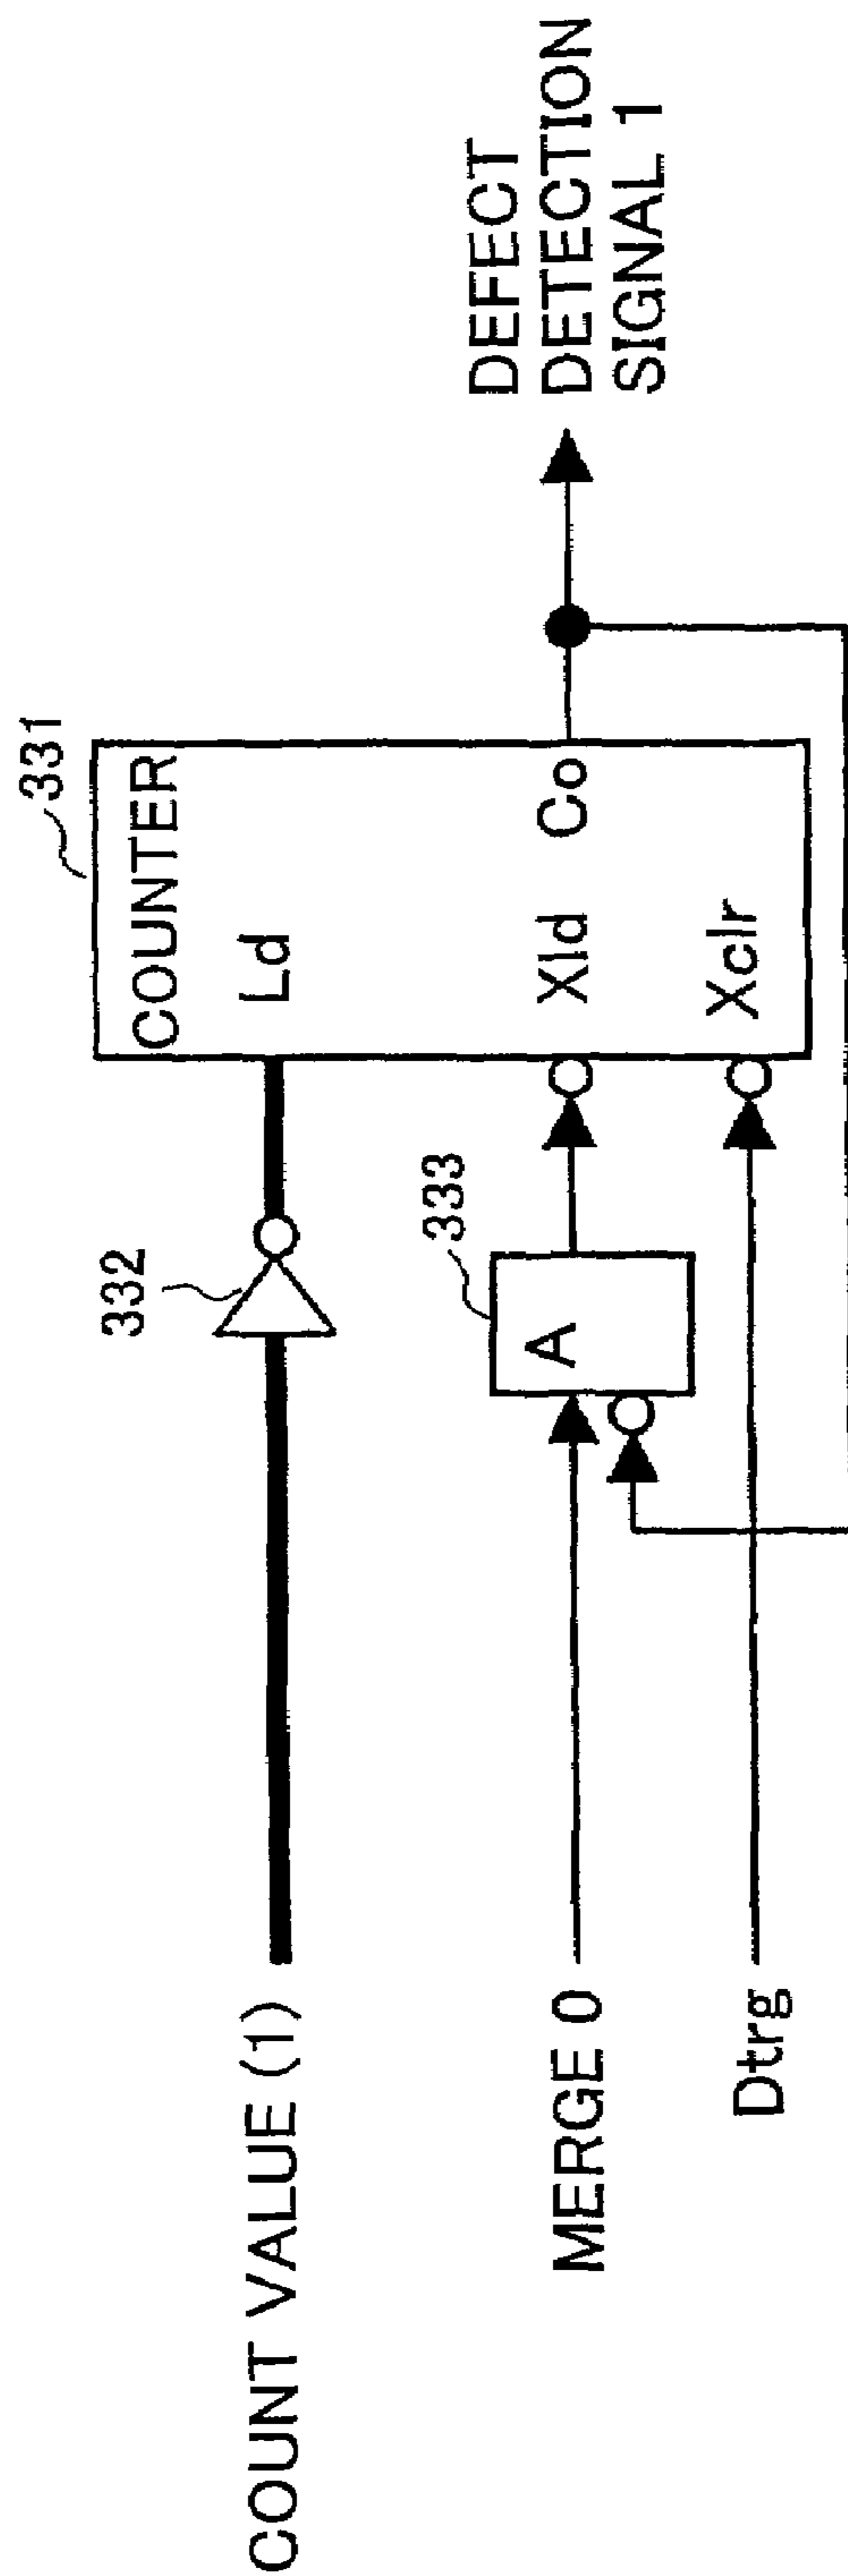 COUNT VALUE (1)
332
COUNTER
331
Ld
MERGE 0
A
333
Xld
Co
DEFECT
DETECTION
SIGNAL 1
Dtrg
Xclr